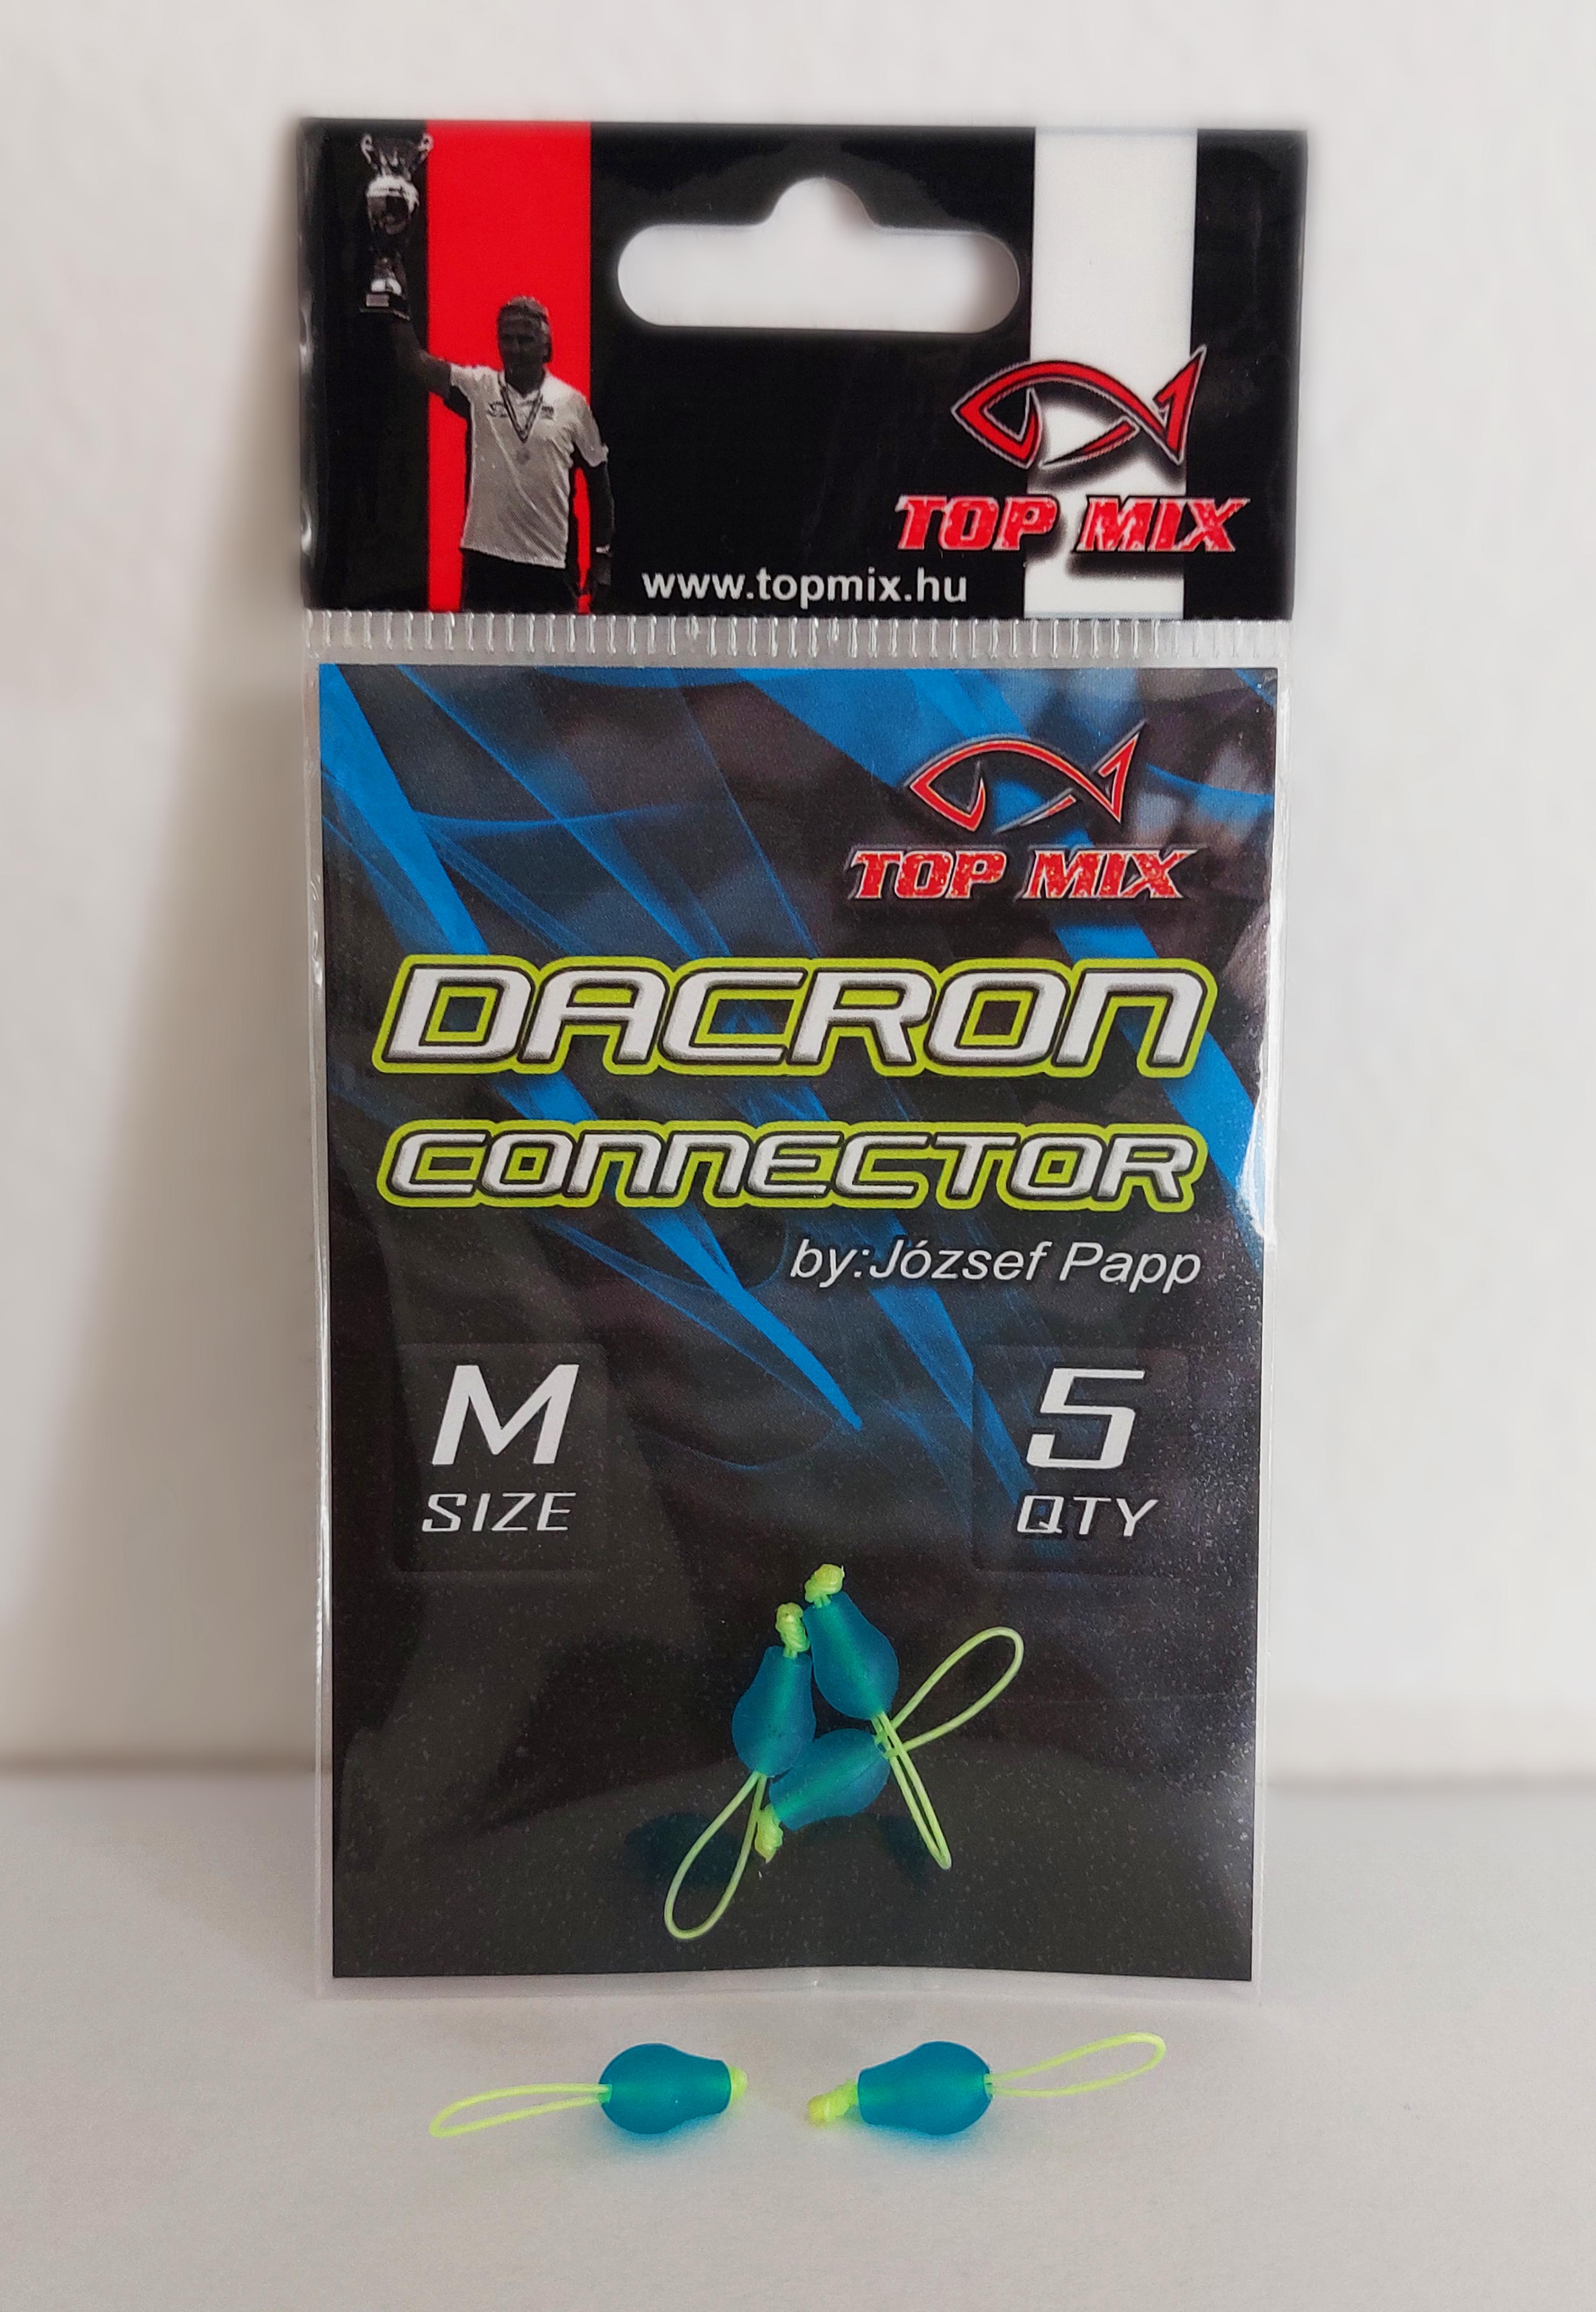 TOP MIX
www.topmix.hu
TOP MIX
DACRON
CONNECTOR
by:József Papp
M
SIZE
5
QTY